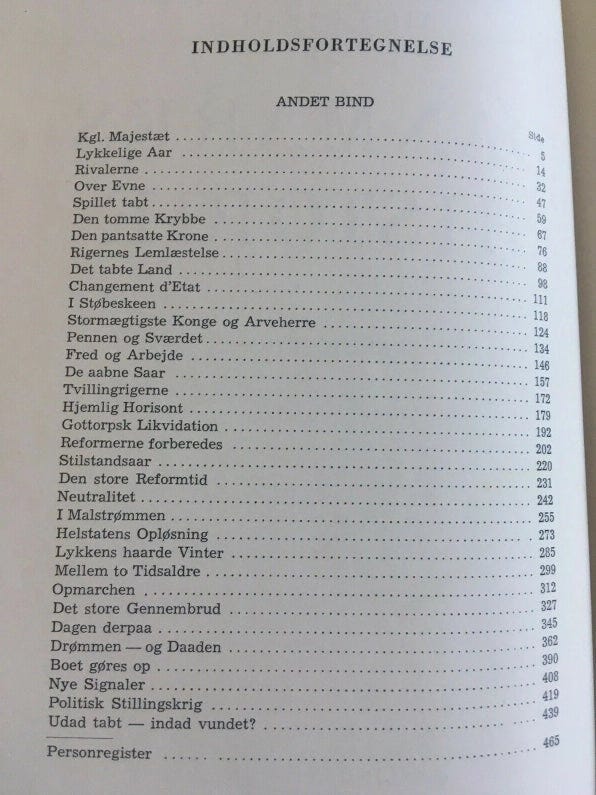 INDHOLDSFORTEGNELSE
ANDET BIND
Side
Kgl. Majestæt 5
Lykkelige Aar 14
Rivalerne 32
Over Evne 47
Spillet tabt 59
Den tomme Krybbe 67
Den pantsatte Krone 76
Rigernes Lemlæstelse 88
Det tabte Land 98
Changement d'Etat 111
I Støbeskeen 118
Stormægtigste Konge og Arveherre 124
Pennen og Sværdet 134
Fred og Arbejde 146
De aabne Saar 157
Tvillingrigerne 172
Hjemlig Horisont 179
Gottorpsk Likvidation 192
Reformerne forberedes 202
Stilstandsaar 220
Den store Reformtid 231
Neutralitet 242
I Malstrømmen 255
Helstatens Opløsning 273
Lykkens haarde Vinter 285
Mellem to Tidsaldre 299
Opmarchen 312
Det store Gennembrud 327
Dagen derpaa 345
Drømmen — og Daaden 362
Boet gøres op 390
Nye Signaler 408
Politisk Stillingskrig 419
Udad tabt — indad vundet? 439
Personregister 465